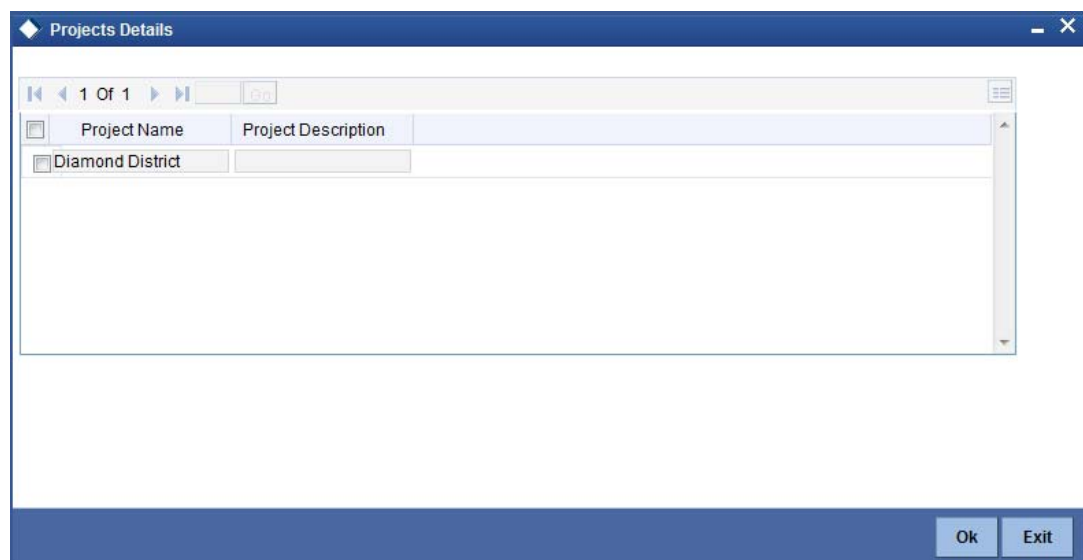 Projects Details
1 Of 1 Go
Project Name Project Description
Diamond District
Ok Exit